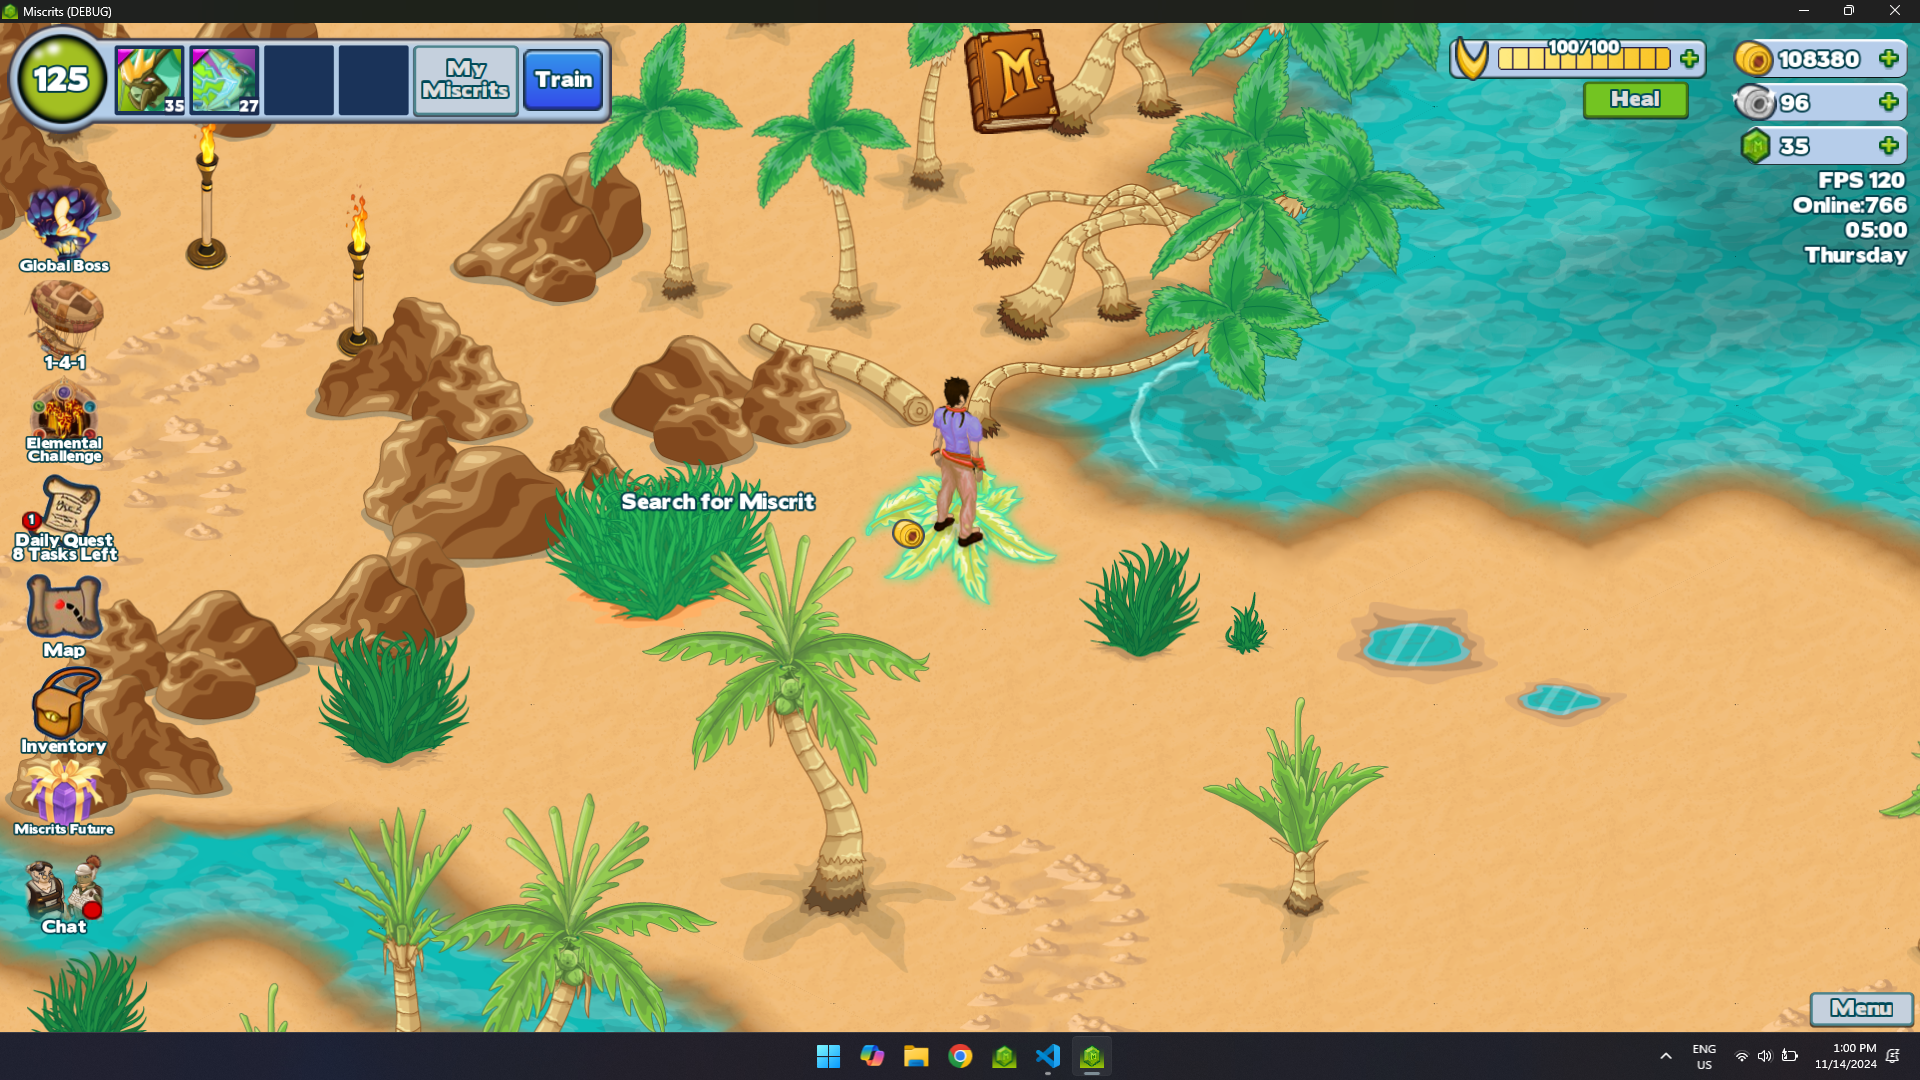 Miscrits (DEBUG)
125
35
27
My
Miscrits
Train
M
100/100
Heal
108380
96
35
FPS 120
Online:766
05:00
Thursday
Global Boss
1-4-1
Elemental
Challenge
1
Daily Quest
8 Tasks Left
Map
Inventory
Miscrits Future
Chat
Search for Miscrit
Menu
ENG
US
1:00 PM
11/14/2024